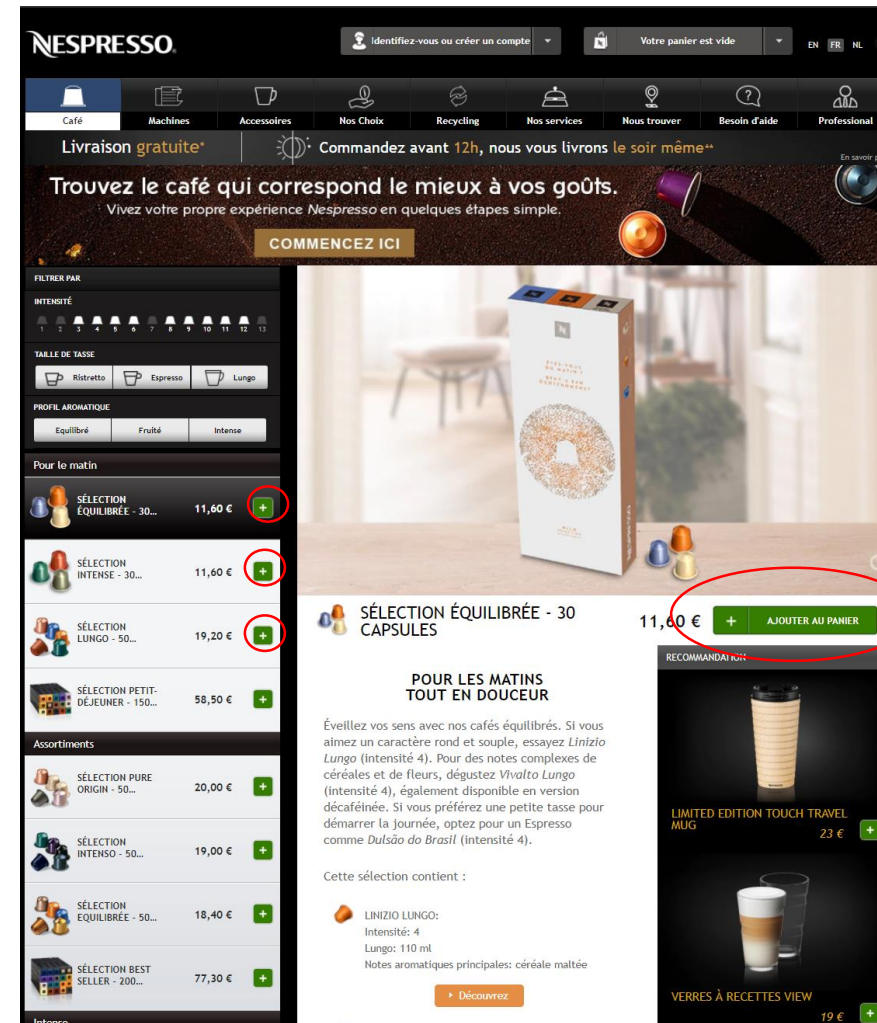 NESPRESSO.
Identifiez-vous ou créer un compte
Votre panier est vide
EN FR NL
Café
Machines
Accessoires
Nos Choix
Recycling
Nos services
Nous trouver
Besoin d'aide
Professional
Livraison gratuite*
Commandez avant 12h, nous vous livrons le soir même**
En savoir
Trouvez le café qui correspond le mieux à vos goûts.
Vivez votre propre expérience Nespresso en quelques étapes simple.
COMMENCEZ ICI
FILTRER PAR
INTENSITÉ
1 2 3 4 5 6 7 8 9 10 11 12 13
TAILLE DE TASSE
Ristretto Espresso Lungo
PROFIL AROMATIQUE
Equilibré Fruité Intense
Pour le matin
SÉLECTION
ÉQUILIBRÉE - 30... 11,60 € +
SÉLECTION
INTENSE - 30... 11,60 € +
SÉLECTION
LUNGO - 50... 19,20 € +
SÉLECTION PETIT-
DÉJEUNER - 150... 58,50 € +
Assortiments
SÉLECTION PURE
ORIGIN - 50... 20,00 € +
SÉLECTION
INTENSO - 50... 19,00 € +
SÉLECTION
EQUILIBRÉE - 50... 18,40 € +
SÉLECTION BEST
SELLER - 200... 77,30 € +
Intense
N
SÉLECTION ÉQUILIBRÉE - 30
CAPSULES
11,60 €
+ AJOUTER AU PANIER
POUR LES MATINS
TOUT EN DOUCEUR
Éveillez vos sens avec nos cafés équilibrés. Si vous
aimez un caractère rond et souple, essayez Linizio
Lungo (intensité 4). Pour des notes complexes de
céréales et de fleurs, dégustez Vivalto Lungo
(intensité 4), également disponible en version
décaféinée. Si vous préférez une petite tasse pour
démarrer la journée, optez pour un Espresso
comme Dulsão do Brasil (intensité 4).
Cette sélection contient :
LINIZIO LUNGO:
Intensité: 4
Lungo: 110 ml
Notes aromatiques principales: céréale maltée
Découvrez
RECOMMANDATION
LIMITED EDITION TOUCH TRAVEL
MUG
23 € +
VERRES À RECETTES VIEW
19 € +